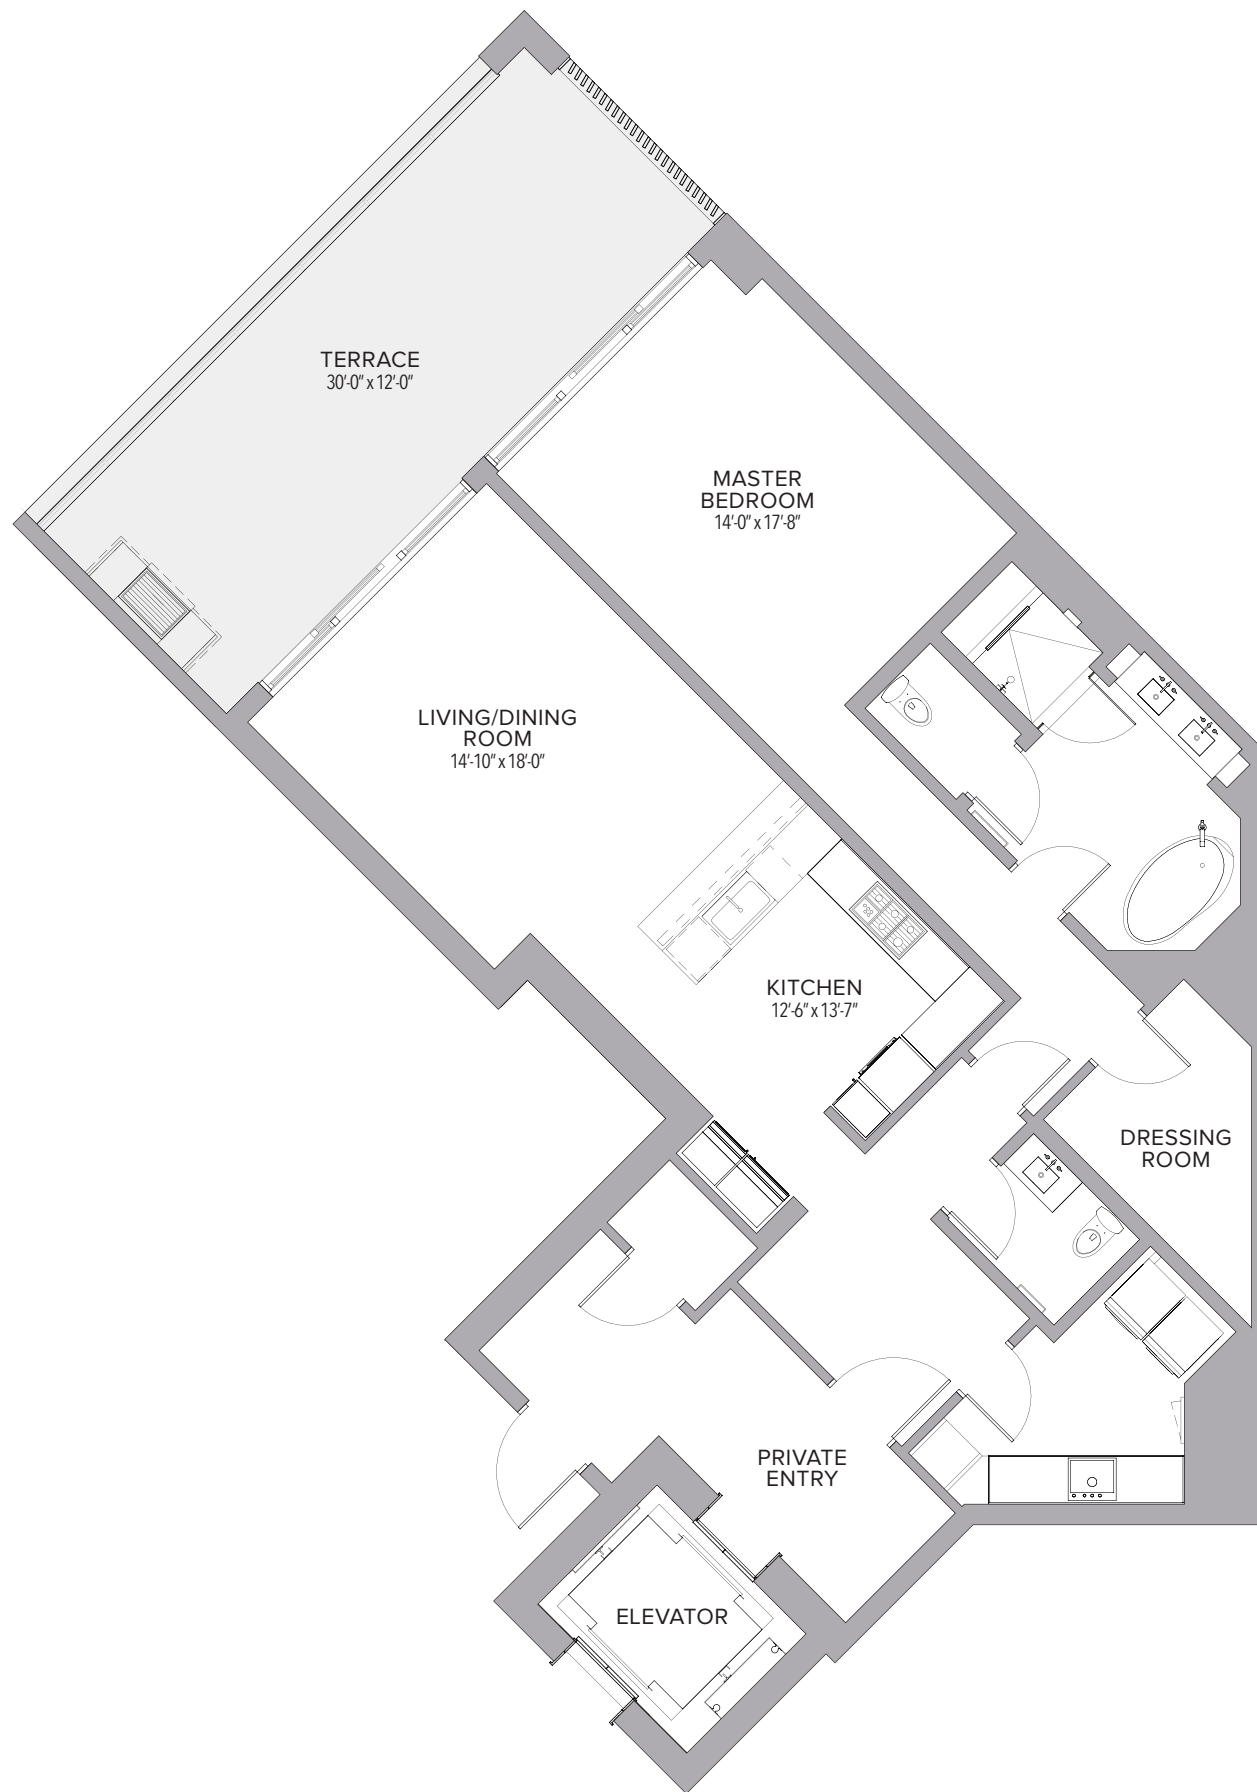 TERRACE
30'-0" x 12'-0"
MASTER
BEDROOM
14'-0" x 17'-8"
LIVING/DINING
ROOM
14'-10" x 18'-0"
KITCHEN
12'-6" x 13'-7"
DRESSING
ROOM
PRIVATE
ENTRY
ELEVATOR